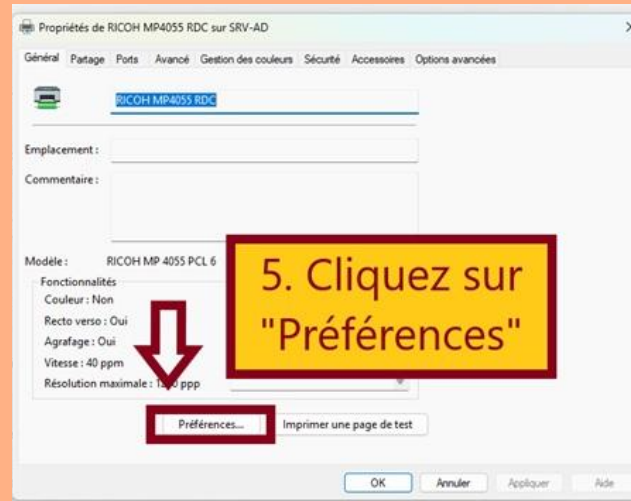 Propriétés de RICOH MP4055 RDC sur SRV-AD
Général Partage Ports Avancé Gestion des couleurs Sécurité Accessoires Options avancées
RICOH MP4055 RDC
Emplacement :
Commentaire :
Modèle : RICOH MP 4055 PCL 6
Fonctionnalités
Couleur : Non
Recto verso : Oui
Agrafage : Oui
Vitesse : 40 ppm
Résolution maximale : ppp
5. Cliquez sur
"Préférences"
Préférences... Imprimer une page de test
OK Annuler Appliquer Aide